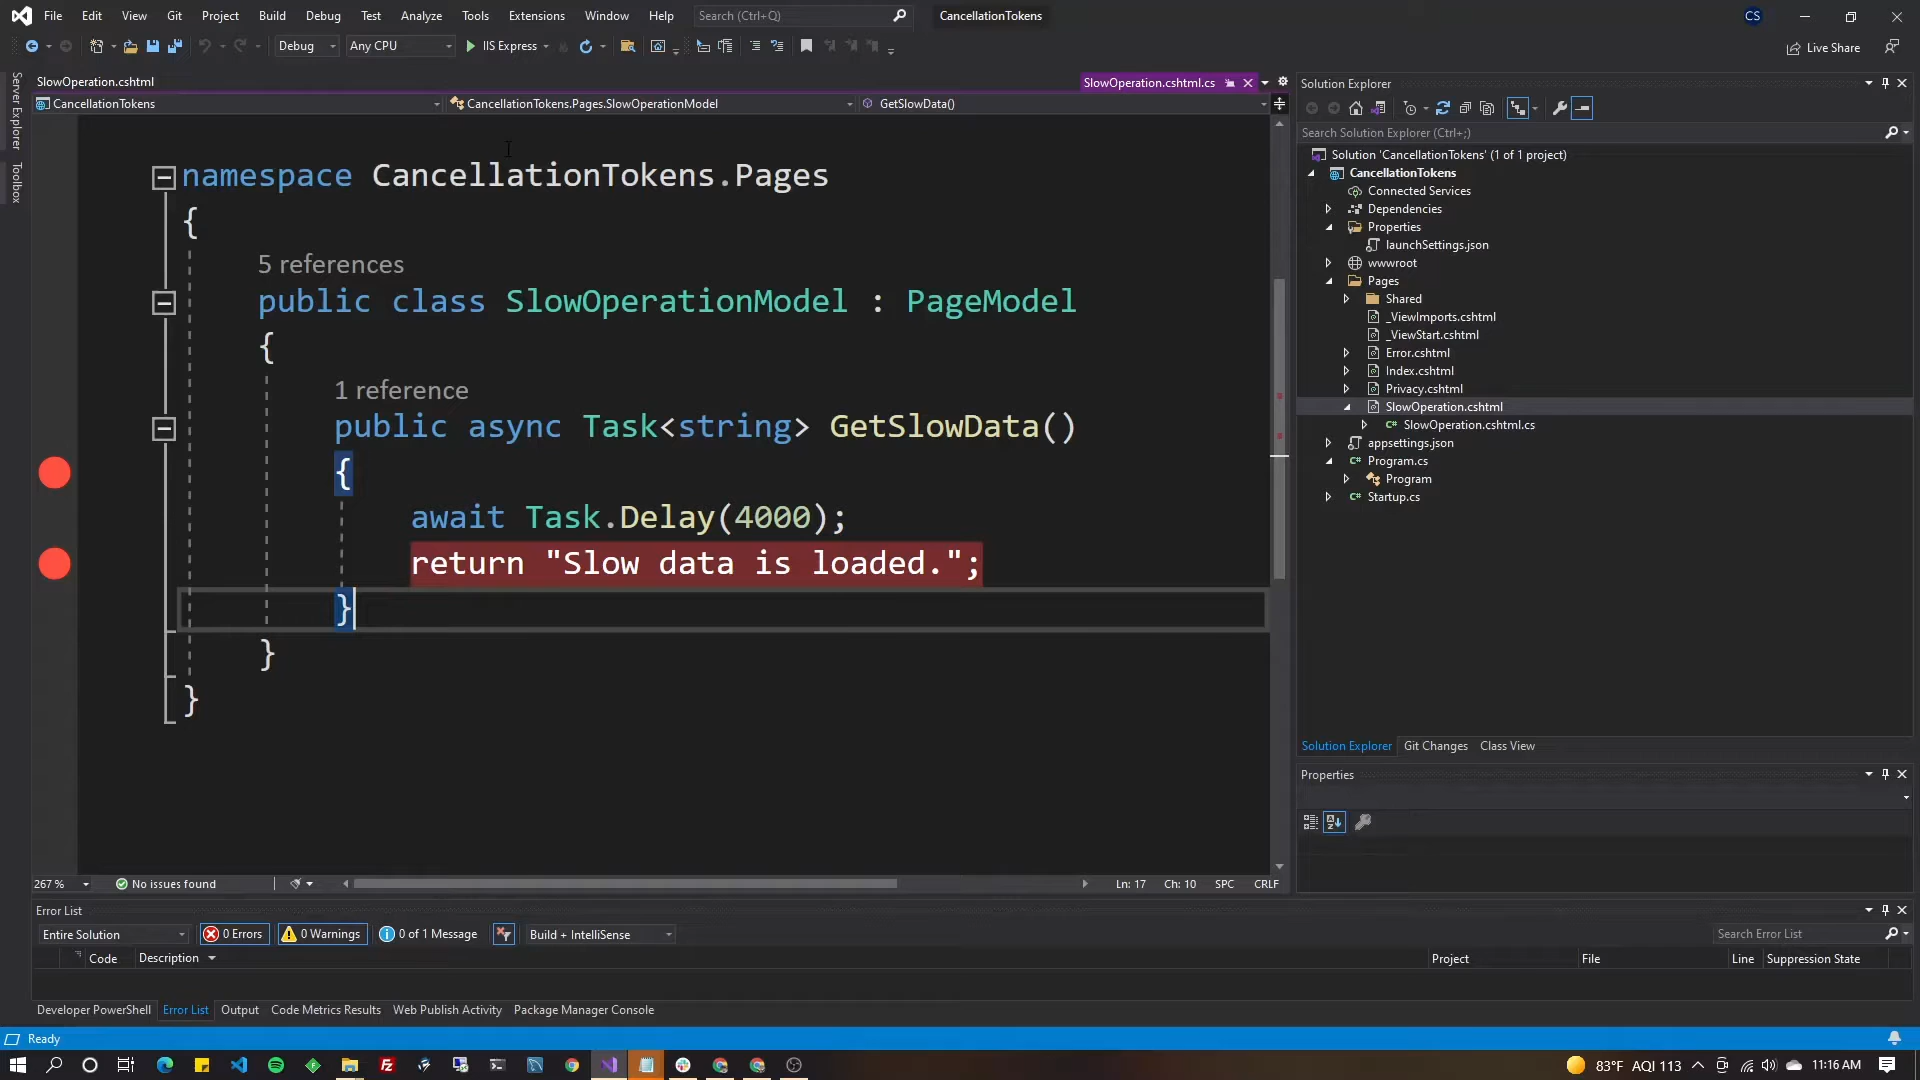 File Edit View Git Project Build Debug Test Analyze Tools Extensions Window Help Search (Ctrl+Q) CancellationTokens CS
Debug Any CPU IIS Express Live Share
SlowOperation.cshtml SlowOperation.cshtml.cs
CancellationTokens CancellationTokens.Pages.SlowOperationModel GetSlowData()
Server Explorer
Toolbox
namespace CancellationTokens.Pages
{
5 references
public class SlowOperationModel : PageModel
{
1 reference
public async Task<string> GetSlowData()
{
await Task.Delay(4000);
return "Slow data is loaded.";
}
}
}
267 % No issues found Ln: 17 Ch: 10 SPC CRLF
Solution Explorer
Search Solution Explorer (Ctrl+;)
Solution 'CancellationTokens' (1 of 1 project)
CancellationTokens
Connected Services
Dependencies
Properties
launchSettings.json
wwwroot
Pages
Shared
_ViewImports.cshtml
_ViewStart.cshtml
Error.cshtml
Index.cshtml
Privacy.cshtml
SlowOperation.cshtml
C# SlowOperation.cshtml.cs
appsettings.json
C# Program.cs
Program
C# Startup.cs
Solution Explorer Git Changes Class View
Properties
Error List
Entire Solution 0 Errors 0 Warnings 0 of 1 Message Build + IntelliSense Search Error List
Code Description Project File Line Suppression State
Developer PowerShell Error List Output Code Metrics Results Web Publish Activity Package Manager Console
Ready
83°F AQI 113 11:16 AM